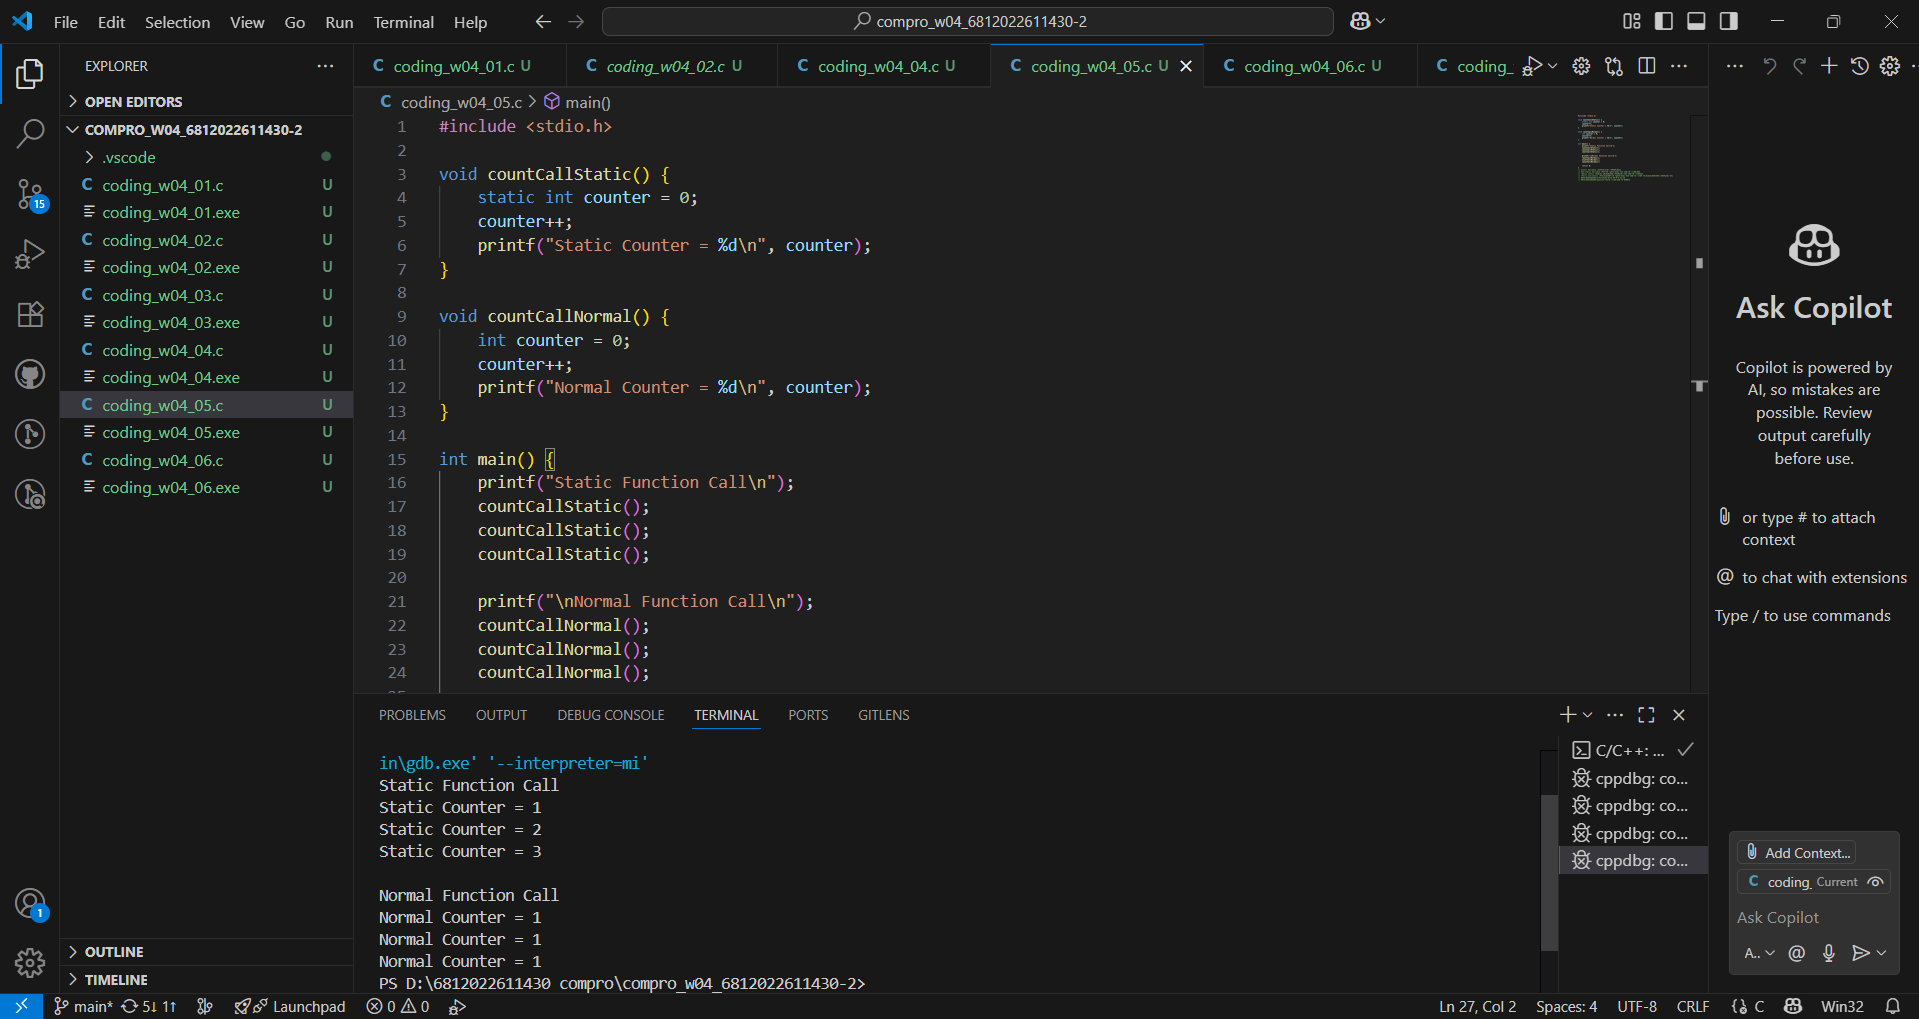 File Edit Selection View Go Run Terminal Help
compro_w04_6812022611430-2
EXPLORER
OPEN EDITORS
COMPRO_W04_6812022611430-2
.vscode
coding_w04_01.c U
coding_w04_01.exe U
coding_w04_02.c U
coding_w04_02.exe U
coding_w04_03.c U
coding_w04_03.exe U
coding_w04_04.c U
coding_w04_04.exe U
coding_w04_05.c U
coding_w04_05.exe U
coding_w04_06.c U
coding_w04_06.exe U
15
1
OUTLINE
TIMELINE
C coding_w04_01.c U C coding_w04_02.c U C coding_w04_04.c U C coding_w04_05.c U C coding_w04_06.c U C coding_
C coding_w04_05.c > main()
1 #include <stdio.h>
2
3 void countCallStatic() {
4 static int counter = 0;
5 counter++;
6 printf("Static Counter = %d\n", counter);
7 }
8
9 void countCallNormal() {
10 int counter = 0;
11 counter++;
12 printf("Normal Counter = %d\n", counter);
13 }
14
15 int main() {
16 printf("Static Function Call\n");
17 countCallStatic();
18 countCallStatic();
19 countCallStatic();
20
21 printf("\nNormal Function Call\n");
22 countCallNormal();
23 countCallNormal();
24 countCallNormal();
PROBLEMS OUTPUT DEBUG CONSOLE TERMINAL PORTS GITLENS
in\gdb.exe' '--interpreter=mi'
Static Function Call
Static Counter = 1
Static Counter = 2
Static Counter = 3
Normal Function Call
Normal Counter = 1
Normal Counter = 1
Normal Counter = 1
PS D:\6812022611430 compro\compro_w04_6812022611430-2>
C/C++: ...
cppdbg: co...
cppdbg: co...
cppdbg: co...
cppdbg: co...
Ask Copilot
Copilot is powered by
AI, so mistakes are
possible. Review
output carefully
before use.
or type # to attach
context
@ to chat with extensions
Type / to use commands
Add Context...
C coding_ Current
Ask Copilot
A.. @
main* 5↓ 1↑ Launchpad 0 0 Ln 27, Col 2 Spaces: 4 UTF-8 CRLF {} C Win32